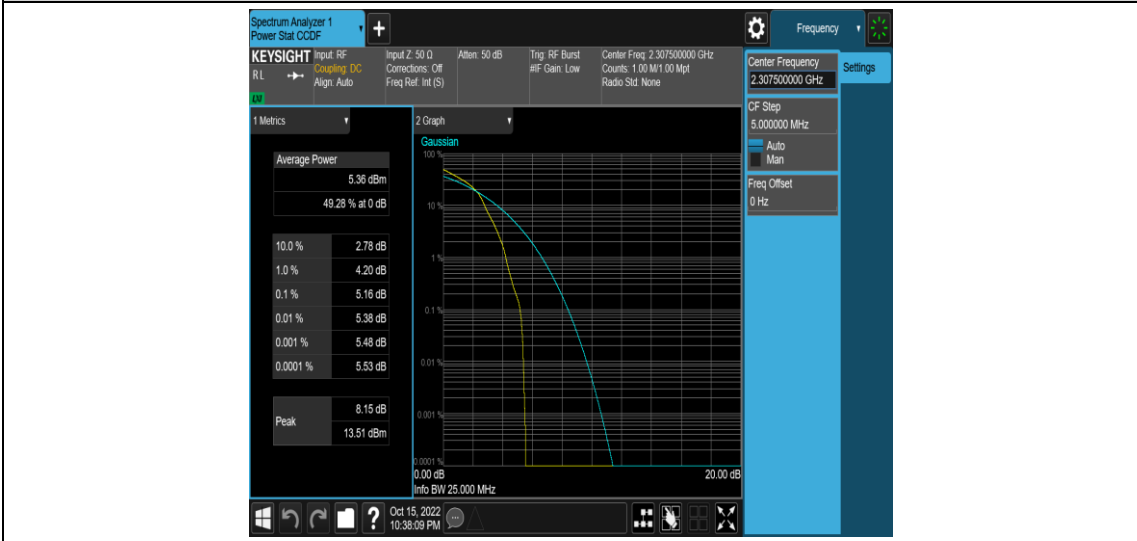 Spectrum Analyzer 1
Power Stat CCDF
+
Frequency
KEYSIGHT
R L
LXI
Input: RF
Coupling: DC
Align: Auto
Input Z: 50 Ω
Corrections: Off
Freq Ref: Int (S)
Atten: 50 dB
Trig: RF Burst
#IF Gain: Low
Center Freq: 2.307500000 GHz
Counts: 1.00 M/1.00 Mpt
Radio Std: None
1 Metrics
Average Power
5.36 dBm
49.28 % at 0 dB
10.0 % 2.78 dB
1.0 % 4.20 dB
0.1 % 5.16 dB
0.01 % 5.38 dB
0.001 % 5.48 dB
0.0001 % 5.53 dB
Peak
8.15 dB
13.51 dBm
2 Graph
Gaussian
100 %
10 %
1 %
0.1 %
0.01 %
0.001 %
0.0001 %
0.00 dB 20.00 dB
Info BW 25.000 MHz
Center Frequency
2.307500000 GHz
CF Step
5.000000 MHz
Auto
Man
Freq Offset
0 Hz
Settings
?
Oct 15, 2022
10:38:09 PM